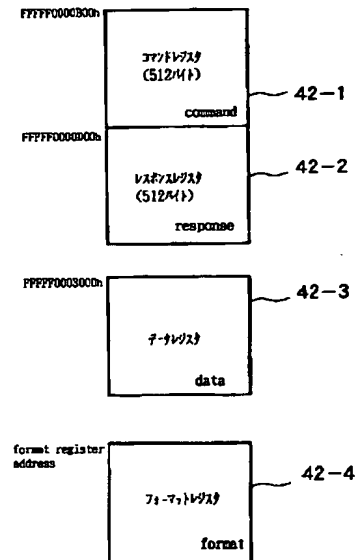 FFFFF0000B00h
コマンドレジスタ
(512バイト)
command
42-1
FFFFF0000D00h
レスポンスレジスタ
(512バイト)
response
42-2
FFFFF0003000h
データレジスタ
data
42-3
format register
address
フォーマットレジスタ
format
42-4